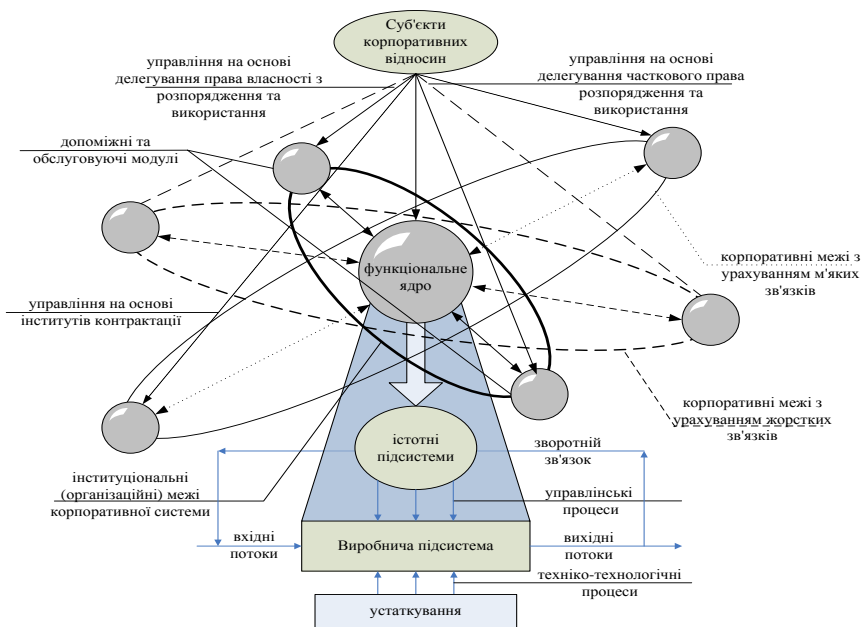 Суб'єкти
корпоративних
відносин
управління на основі
делегування права власності з
розпорядження та
використання
управління на основі
делегування часткового права
розпорядження та
використання
допоміжні та
обслуговуючі модулі
функціональне
ядро
корпоративні межі з
урахуванням м'яких
зв'язків
управління на основі
інститутів контрактації
корпоративні межі з
урахуванням жорстких
зв'язків
істотні
підсистеми
зворотній
зв'язок
інституціональні
(організаційні) межі
корпоративної системи
управлінські
процеси
вхідні
потоки
Виробнича підсистема
вихідні
потоки
техніко-технологічні
процеси
устаткування